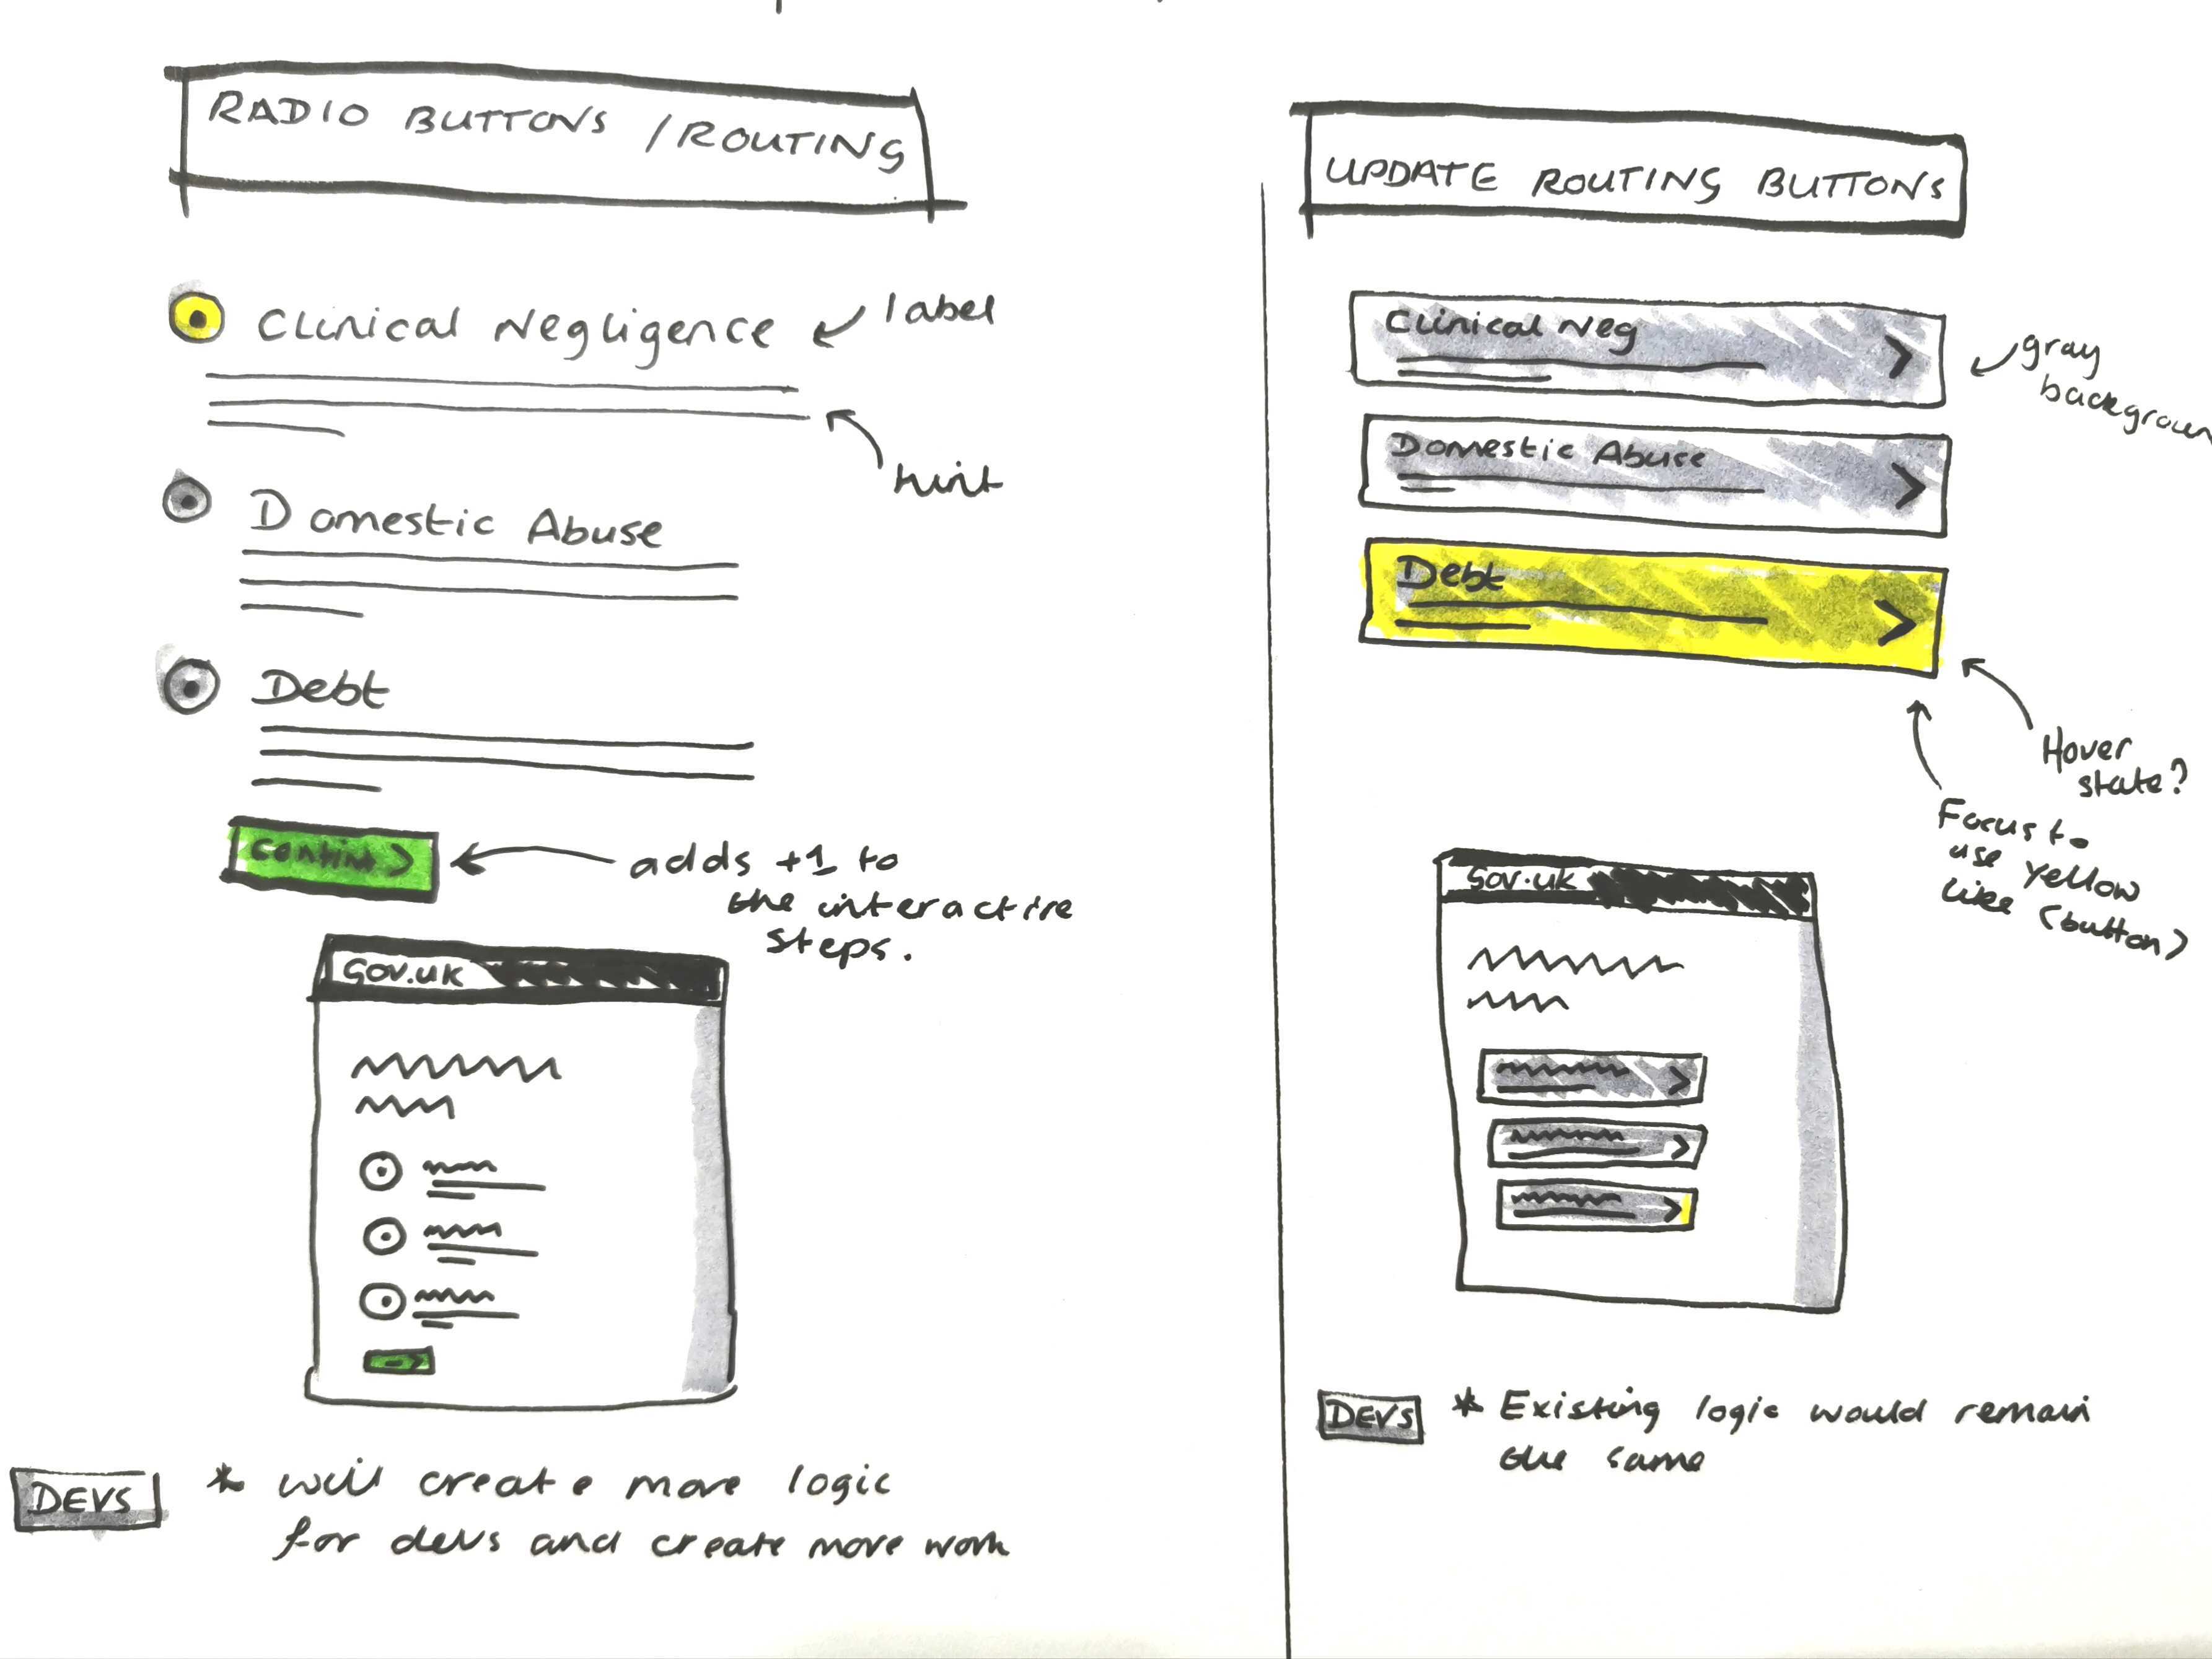 RADIO BUTTONS / ROUTING
Clinical Negligence
label
hint
Domestic Abuse
Debt
adds +1 to
the interactive
steps.
GOV.UK
DEVS
* will create more logic
for devs and create more work
UPDATE ROUTING BUTTONS
Clinical Neg
gray
Domestic Abuse
Debt
Hover
state?
Focus to
use yellow
like (button)
Gov.uk
DEVS
* Existing logic would remain
the same